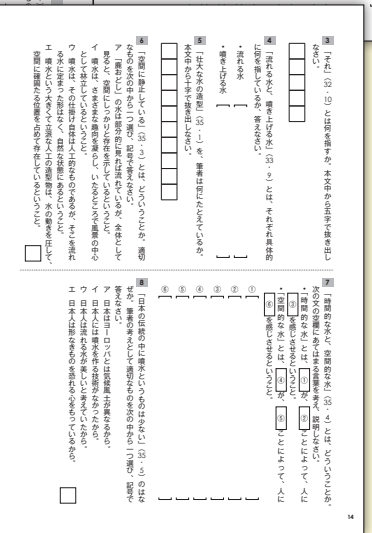 3 「それ」（32・10）とは何を指すか、本文中から五字で抜き出し
なさい。
4 「流れる水と、噴き上げる水」（33・9）とは、それぞれ具体的
に何を指しているか、答えなさい。
・流れる水
・噴き上げる水
5 「壮大な水の造型」（35・1）を、筆者は何にたとえているか、
本文中から十字で抜き出しなさい。
6 「空間に静止している」（35・3）とは、どういうことか、適切
なものを次の中から一つ選び、記号で答えなさい。
ア 「鹿おどし」の水は部分的に見れば流れているが、全体として
見ると、空間にしっかりと存在を示しているということ。
イ 噴水は、さまざまな趣向を凝らし、いたるところで風景の中心
として林立しているということ。
ウ 噴水は、その仕掛け自体は人工的なものであるが、そこを流れ
る水に定まった形はなく、自然な状態にあるということ。
エ 噴水という大きくて立派な人工の造型物は、水の動きを圧して、
空間に確固たる位置を占めて存在しているということ。
7 「時間的な水と、空間的な水」（35・4）とは、どういうことか。
次の文の空欄にあてはまる言葉を考え、説明しなさい。
・「時間的な水」とは、①が、②ことによって、人に
③を感じさせるということ。
・「空間的な水」とは、④が、⑤ことによって、人に
⑥を感じさせるということ。
①
②
③
④
⑤
⑥
8 「日本の伝統の中に噴水というものは少ない」（35・5）のはな
ぜか、筆者の考えとして適切なものを次の中から一つ選び、記号で
答えなさい。
ア 日本はヨーロッパとは気候風土が異なるから。
イ 日本人には噴水を作る技術がなかったから。
ウ 日本人は流れる水が美しいと考えていたから。
エ 日本人は形なきものを恐れる心をもっているから。
14